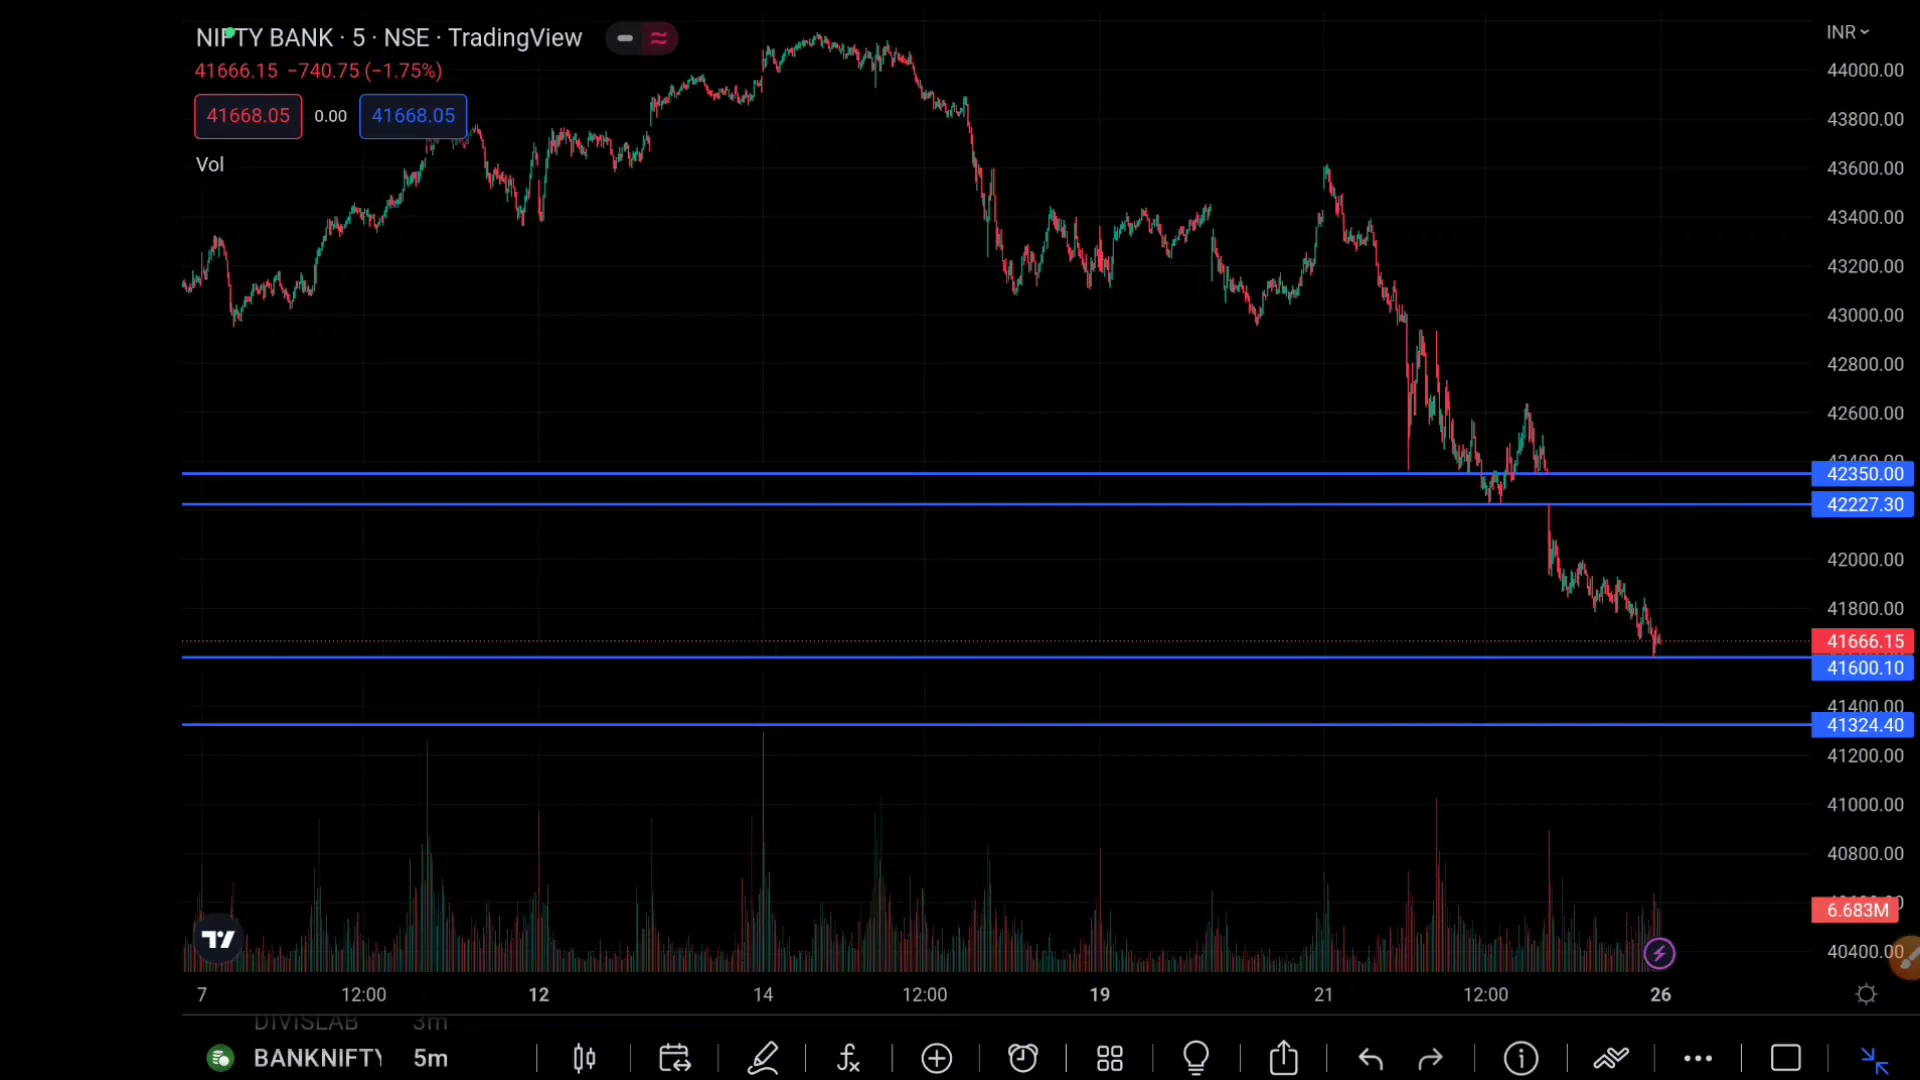 NIFTY BANK · 5 · NSE · TradingView
INR
41666.15 −740.75 (−1.75%)
41668.05 0.00 41668.05
Vol
44000.00
43800.00
43600.00
43400.00
43200.00
43000.00
42800.00
42600.00
42400.00
42350.00
42227.30
42000.00
41800.00
41666.15
41600.10
41400.00
41324.40
41200.00
41000.00
40800.00
6.683M
40400.00
7 12:00 12 14 12:00 19 21 12:00 26
DIVISLAB 3m
BANKNIFTY 5m